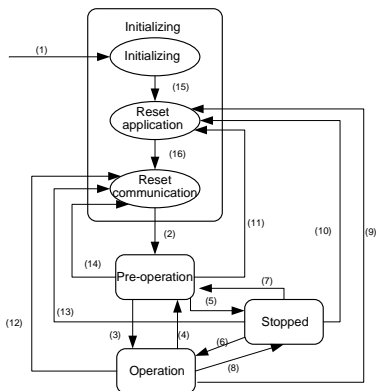 Initializing
(1)
Initializing
(15)
Reset
application
(16)
Reset
communication
(2)
(11)
(10)
(9)
(14)
Pre-operation
(7)
(5)
(12)
(13)
(3)
(4)
(6)
Stopped
(8)
Operation